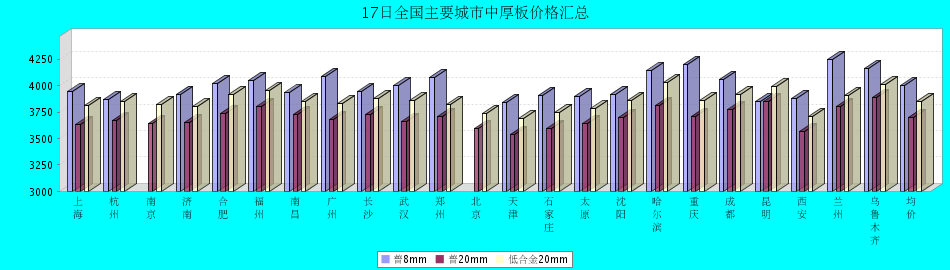 17日全国主要城市中厚板价格汇总
4250
4000
3750
3500
3250
3000
上海
杭州
南京
济南
合肥
福州
南昌
广州
长沙
武汉
郑州
北京
天津
石家庄
太原
沈阳
哈尔滨
重庆
成都
昆明
西安
兰州
乌鲁木齐
均价
普8mm 普20mm 低合金20mm